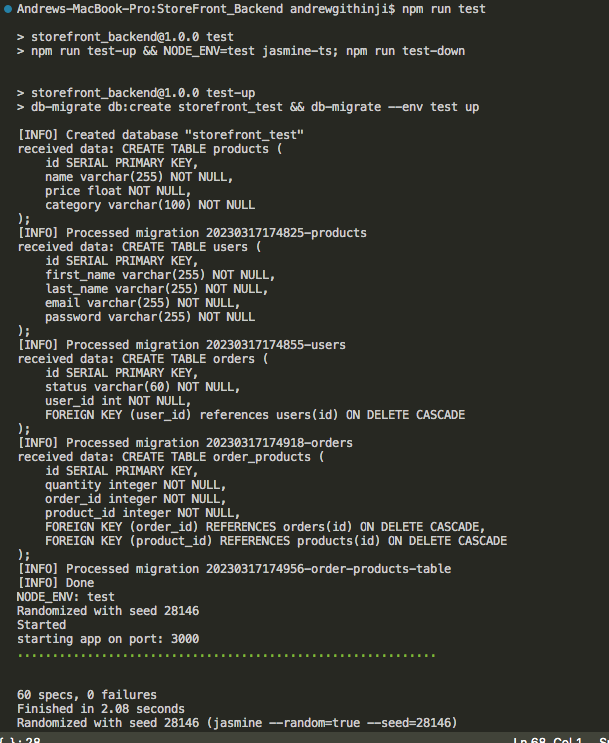 Andrews-MacBook-Pro:StoreFront_Backend andrewgithinji$ npm run test
> storefront_backend@1.0.0 test
> npm run test-up && NODE_ENV=test jasmine-ts; npm run test-down
> storefront_backend@1.0.0 test-up
> db-migrate db:create storefront_test && db-migrate --env test up
[INFO] Created database "storefront_test"
received data: CREATE TABLE products (
id SERIAL PRIMARY KEY,
name varchar(255) NOT NULL,
price float NOT NULL,
category varchar(100) NOT NULL
);
[INFO] Processed migration 20230317174825-products
received data: CREATE TABLE users (
id SERIAL PRIMARY KEY,
first_name varchar(255) NOT NULL,
last_name varchar(255) NOT NULL,
email varchar(255) NOT NULL,
password varchar(255) NOT NULL
);
[INFO] Processed migration 20230317174855-users
received data: CREATE TABLE orders (
id SERIAL PRIMARY KEY,
status varchar(60) NOT NULL,
user_id int NOT NULL,
FOREIGN KEY (user_id) references users(id) ON DELETE CASCADE
);
[INFO] Processed migration 20230317174918-orders
received data: CREATE TABLE order_products (
id SERIAL PRIMARY KEY,
quantity integer NOT NULL,
order_id integer NOT NULL,
product_id integer NOT NULL,
FOREIGN KEY (order_id) REFERENCES orders(id) ON DELETE CASCADE,
FOREIGN KEY (product_id) REFERENCES products(id) ON DELETE CASCADE
);
[INFO] Processed migration 20230317174956-order-products-table
[INFO] Done
NODE_ENV: test
Randomized with seed 28146
Started
starting app on port: 3000
............................................................
60 specs, 0 failures
Finished in 2.08 seconds
Randomized with seed 28146 (jasmine --random=true --seed=28146)
{ }: 28 Ln 68, Col 1